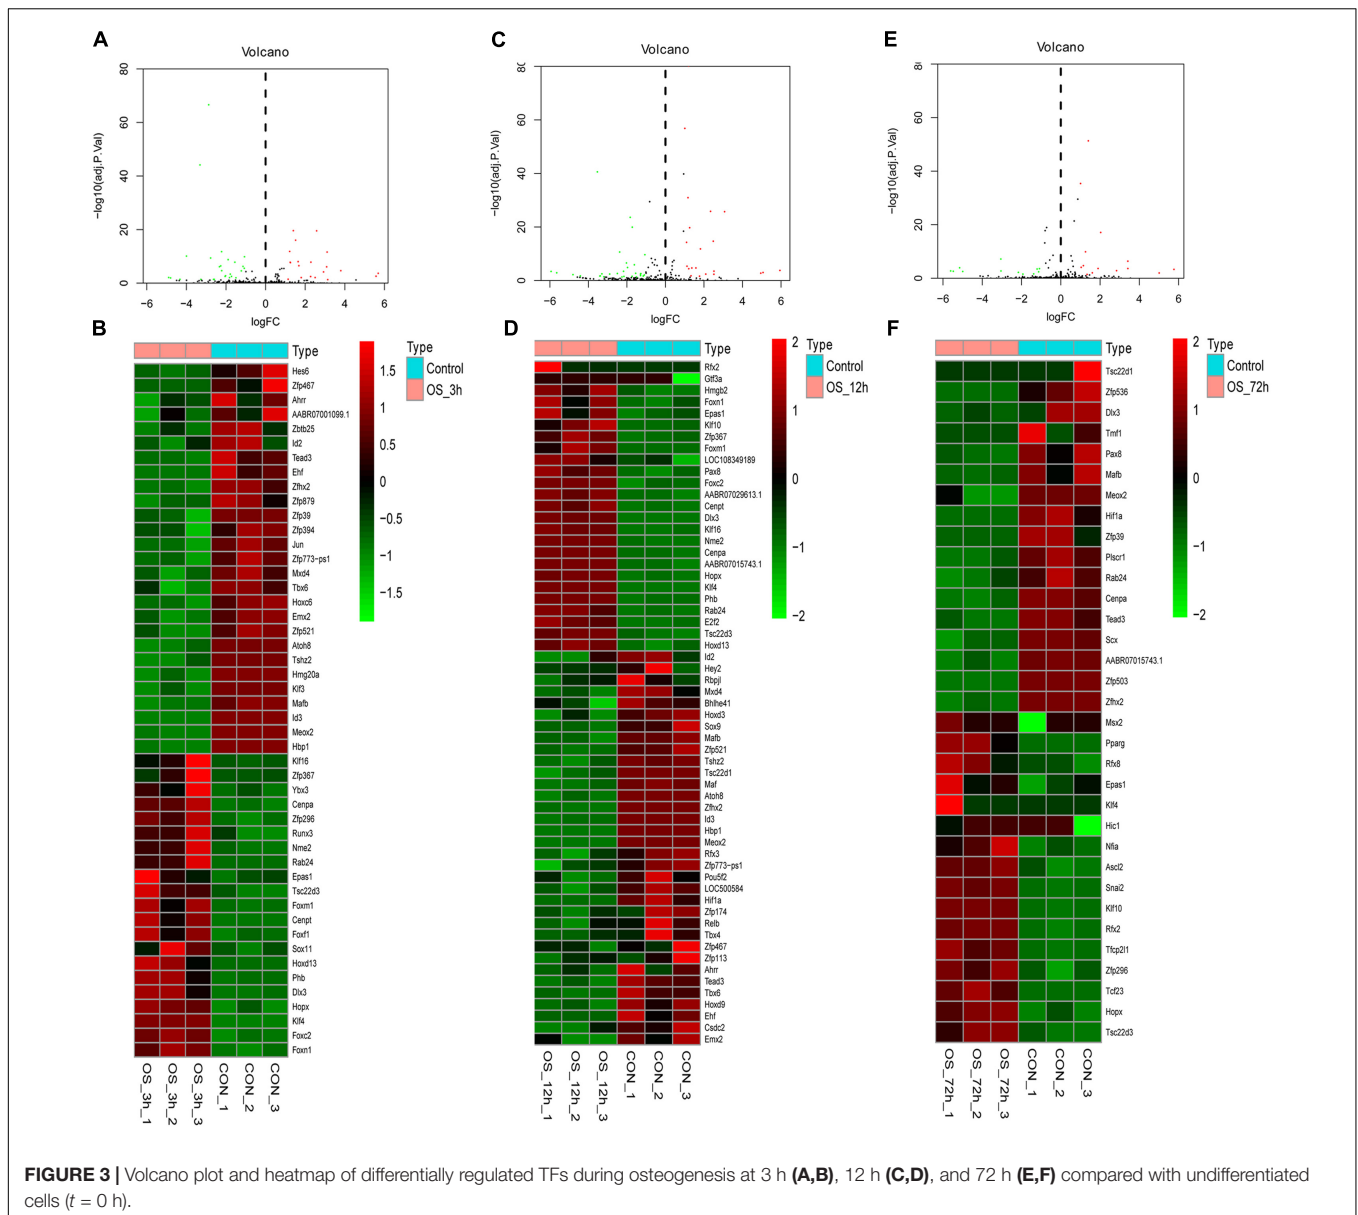 A
Volcano
80
60
40
20
0
−log10(adj.P.Val)
−6 −4 −2 0 2 4 6
logFC
C
Volcano
80
60
40
20
0
−log10(adj.P.Val)
−6 −4 −2 0 2 4 6
logFC
E
Volcano
80
60
40
20
0
−log10(adj.P.Val)
−6 −4 −2 0 2 4 6
logFC
B
Type
Hes6
Zfp467
Ahrr
AABR07001099.1
Zbtb25
Id2
Tead3
Ehf
Zfhx2
Zfp879
Zfp39
Zfp394
Jun
Zfp773−ps1
Mxd4
Tbx6
Hoxc6
Emx2
Zfp521
Atoh8
Tshz2
Hmg20a
Klf3
Mafb
Id3
Meox2
Hbp1
Klf16
Zfp367
Ybx3
Cenpa
Zfp296
Runx3
Nme2
Rab24
Epas1
Tsc22d3
Foxm1
Cenpt
Foxf1
Sox11
Hoxd13
Phb
Dlx3
Hopx
Klf4
Foxc2
Foxn1
OS_3h_1
OS_3h_2
OS_3h_3
CON_1
CON_2
CON_3
1.5
1
0.5
0
−0.5
−1
−1.5
Type
Control
OS_3h
D
Type
Rfx2
Gtf3a
Hmgb2
Foxn1
Epas1
Klf10
Zfp367
Foxm1
LOC108349189
Pax8
Foxc2
AABR07029613.1
Cenpt
Dlx3
Klf16
Nme2
Cenpa
AABR07015743.1
Hopx
Klf4
Phb
Rab24
E2f2
Tsc22d3
Hoxd13
Id2
Hey2
Rbpjl
Mxd4
Bhlhe41
Hoxd3
Sox9
Mafb
Zfp521
Tshz2
Tsc22d1
Maf
Atoh8
Zfhx2
Id3
Hbp1
Meox2
Rfx3
Zfp773−ps1
Pou5f2
LOC500584
Hif1a
Zfp174
Relb
Tbx4
Zfp467
Zfp113
Ahrr
Tead3
Tbx6
Hoxd9
Ehf
Csdc2
Emx2
OS_12h_1
OS_12h_2
OS_12h_3
CON_1
CON_2
CON_3
2
1
0
−1
−2
Type
Control
OS_12h
F
Type
Tsc22d1
Zfp536
Dlx3
Tmf1
Pax8
Mafb
Meox2
Hif1a
Zfp39
Plscr1
Rab24
Cenpa
Tead3
Scx
AABR07015743.1
Zfp503
Zfhx2
Msx2
Pparg
Rfx8
Epas1
Klf4
Hic1
Nfia
Ascl2
Snai2
Klf10
Rfx2
Tfcp2l1
Zfp296
Tcf23
Hopx
Tsc22d3
OS_72h_1
OS_72h_2
OS_72h_3
CON_1
CON_2
CON_3
2
1
0
−1
−2
Type
Control
OS_72h
FIGURE 3 | Volcano plot and heatmap of differentially regulated TFs during osteogenesis at 3 h (A,B), 12 h (C,D), and 72 h (E,F) compared with undifferentiated
cells (t = 0 h).